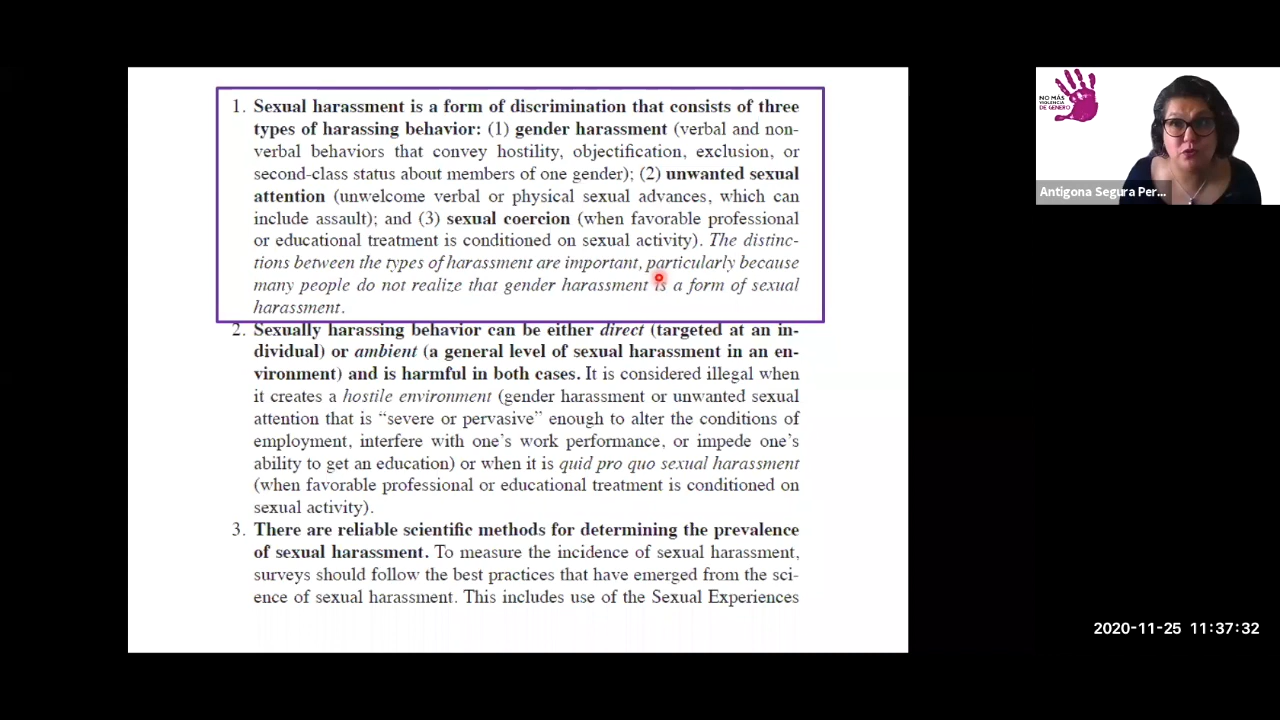 1. Sexual harassment is a form of discrimination that consists of three
types of harassing behavior: (1) gender harassment (verbal and non-
verbal behaviors that convey hostility, objectification, exclusion, or
second-class status about members of one gender); (2) unwanted sexual
attention (unwelcome verbal or physical sexual advances, which can
include assault); and (3) sexual coercion (when favorable professional
or educational treatment is conditioned on sexual activity). The distinc-
tions between the types of harassment are important, particularly because
many people do not realize that gender harassment is a form of sexual
harassment.
2. Sexually harassing behavior can be either direct (targeted at an in-
dividual) or ambient (a general level of sexual harassment in an en-
vironment) and is harmful in both cases. It is considered illegal when
it creates a hostile environment (gender harassment or unwanted sexual
attention that is “severe or pervasive” enough to alter the conditions of
employment, interfere with one’s work performance, or impede one’s
ability to get an education) or when it is quid pro quo sexual harassment
(when favorable professional or educational treatment is conditioned on
sexual activity).
3. There are reliable scientific methods for determining the prevalence
of sexual harassment. To measure the incidence of sexual harassment,
surveys should follow the best practices that have emerged from the sci-
ence of sexual harassment. This includes use of the Sexual Experiences
NO MÁS
VIOLENCIA
DE GÉNERO
Antígona Segura Per...
2020-11-25 11:37:32